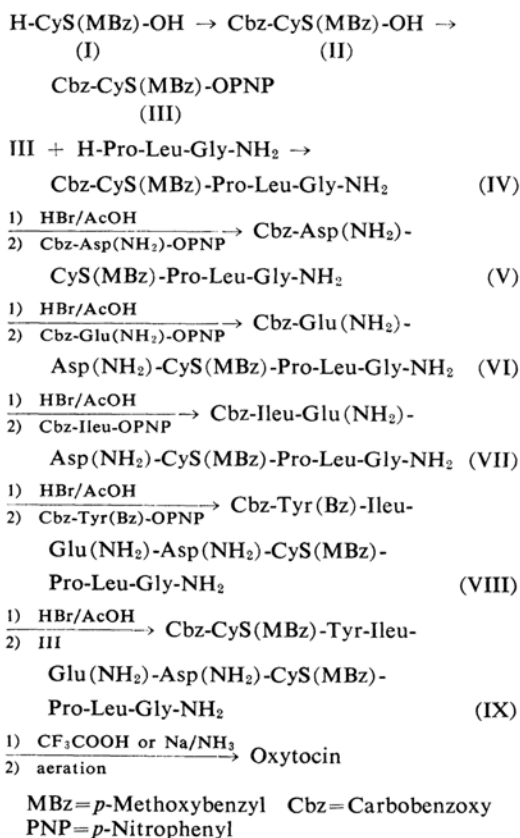 H-CyS(MBz)-OH → Cbz-CyS(MBz)-OH →
(I) (II)
Cbz-CyS(MBz)-OPNP
(III)
III + H-Pro-Leu-Gly-NH₂ →
Cbz-CyS(MBz)-Pro-Leu-Gly-NH₂ (IV)
1) HBr/AcOH
2) Cbz-Asp(NH₂)-OPNP → Cbz-Asp(NH₂)-
CyS(MBz)-Pro-Leu-Gly-NH₂ (V)
1) HBr/AcOH
2) Cbz-Glu(NH₂)-OPNP → Cbz-Glu(NH₂)-
Asp(NH₂)-CyS(MBz)-Pro-Leu-Gly-NH₂ (VI)
1) HBr/AcOH
2) Cbz-Ileu-OPNP → Cbz-Ileu-Glu(NH₂)-
Asp(NH₂)-CyS(MBz)-Pro-Leu-Gly-NH₂ (VII)
1) HBr/AcOH
2) Cbz-Tyr(Bz)-OPNP → Cbz-Tyr(Bz)-Ileu-
Glu(NH₂)-Asp(NH₂)-CyS(MBz)-
Pro-Leu-Gly-NH₂ (VIII)
1) HBr/AcOH
2) III → Cbz-CyS(MBz)-Tyr-Ileu-
Glu(NH₂)-Asp(NH₂)-CyS(MBz)-
Pro-Leu-Gly-NH₂ (IX)
1) CF₃COOH or Na/NH₃
2) aeration → Oxytocin
MBz=p-Methoxybenzyl Cbz=Carbobenzoxy
PNP=p-Nitrophenyl